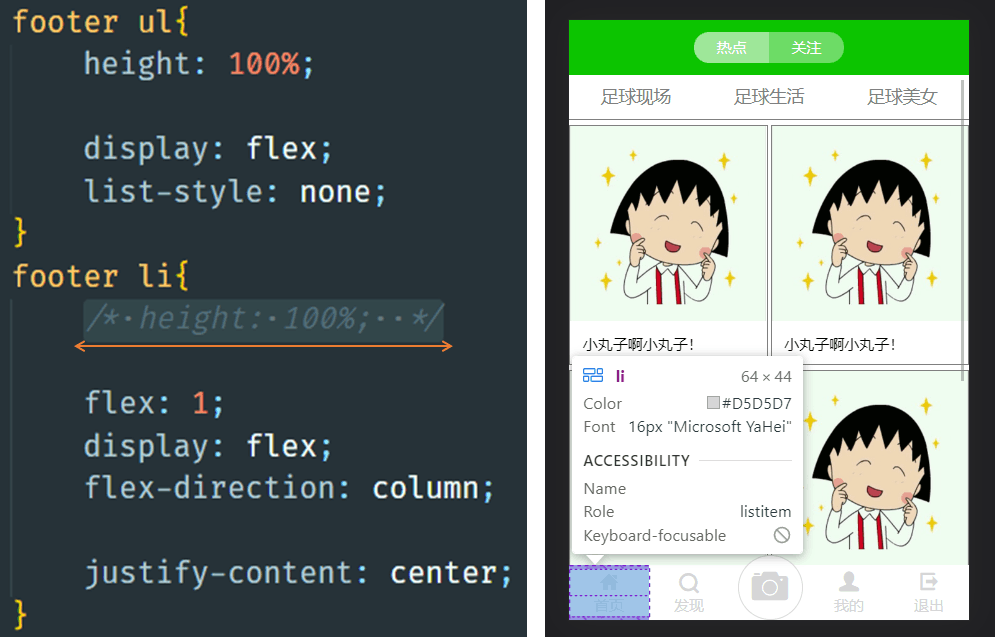 footer ul{
height: 100%;
display: flex;
list-style: none;
}
footer li{
/* height: 100%;  */
flex: 1;
display: flex;
flex-direction: column;
justify-content: center;
}
热点 关注
足球现场 足球生活 足球美女
小丸子啊小丸子! 小丸子啊小丸子!
li 64 × 44
Color #D5D5D7
Font 16px "Microsoft YaHei"
ACCESSIBILITY
Name
Role listitem
Keyboard-focusable
首页 发现 我的 退出